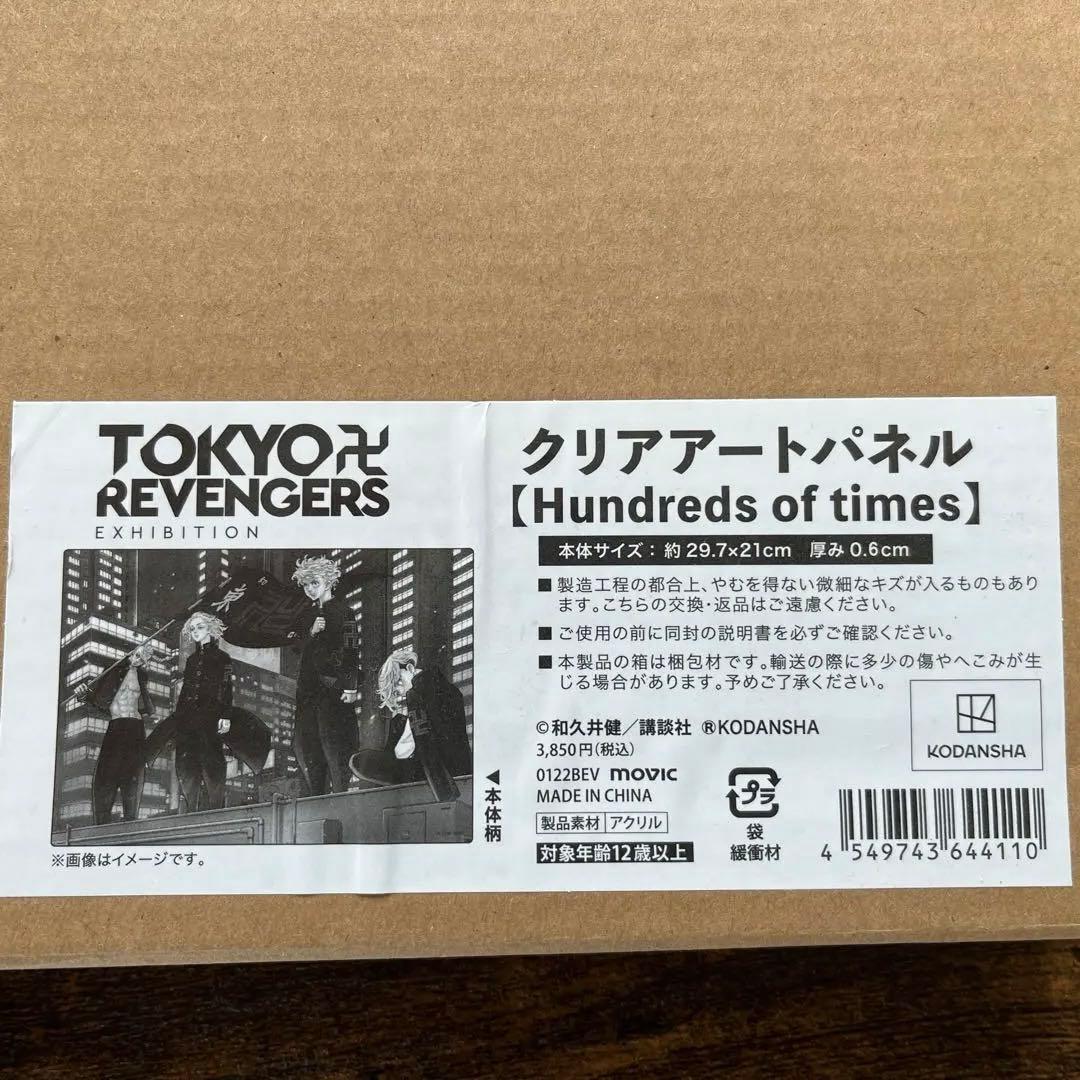 TOKYO卍
REVENGERS
EXHIBITION
※画像はイメージです。
◀本体柄
クリアアートパネル
【Hundreds of times】
本体サイズ：約29.7×21cm 厚み0.6cm
■製造工程の都合上、やむを得ない微細なキズが入るものもあり
ます。こちらの交換・返品はご遠慮ください。
■ご使用の前に同封の説明書を必ずご確認ください。
■本製品の箱は梱包材です。輸送の際に多少の傷やへこみが生
じる場合があります。予めご了承ください。
©和久井健／講談社 ®KODANSHA
3,850円(税込)
0122BEV movic
MADE IN CHINA
製品素材 アクリル
対象年齢12歳以上
プラ
袋
緩衝材
KODANSHA
4 549743 644110